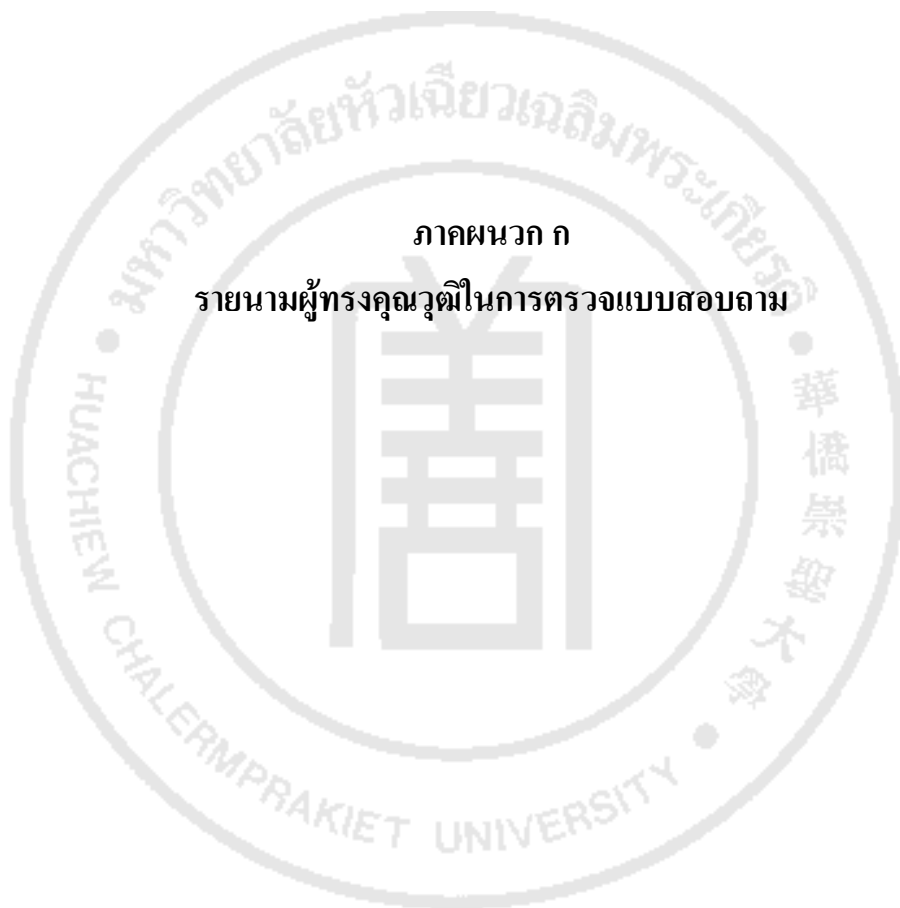 ภาคผนวก ก
รายนามผู้ทรงคุณวุฒิในการตรวจแบบสอบถาม
มหาวิทยาลัยหัวเฉียวเฉลิมพระเกียรติ
HUACHIEW CHALERMPRAKIET UNIVERSITY
華僑崇聖大學